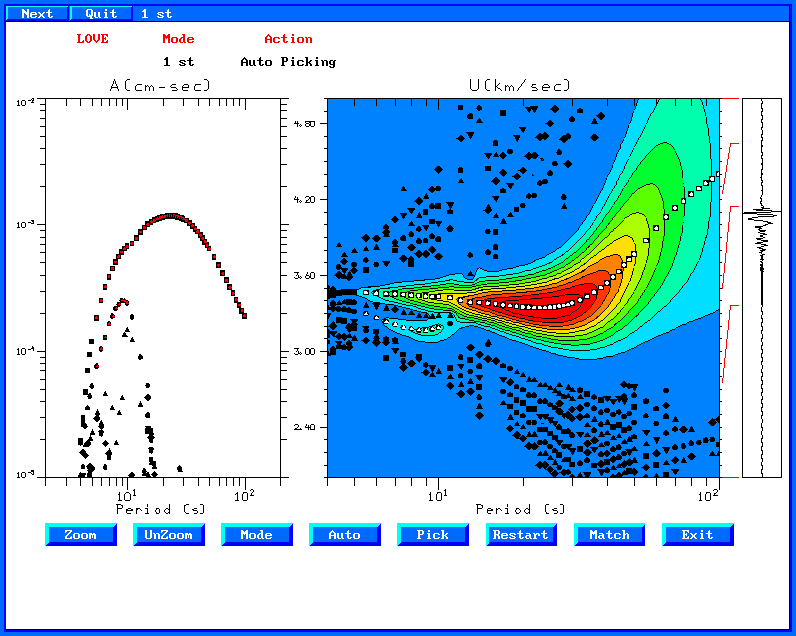 Next Quit 1 st
LOVE Mode Action
1 st Auto Picking
A(cm-sec) U(km/sec)
10-2
4.80
4.20
10-3
3.60
3.00
10-4
2.40
10-5
10 1 10 2 10 1 10 2
Period (s) Period (s)
Zoom UnZoom Mode Auto Pick Restart Match Exit